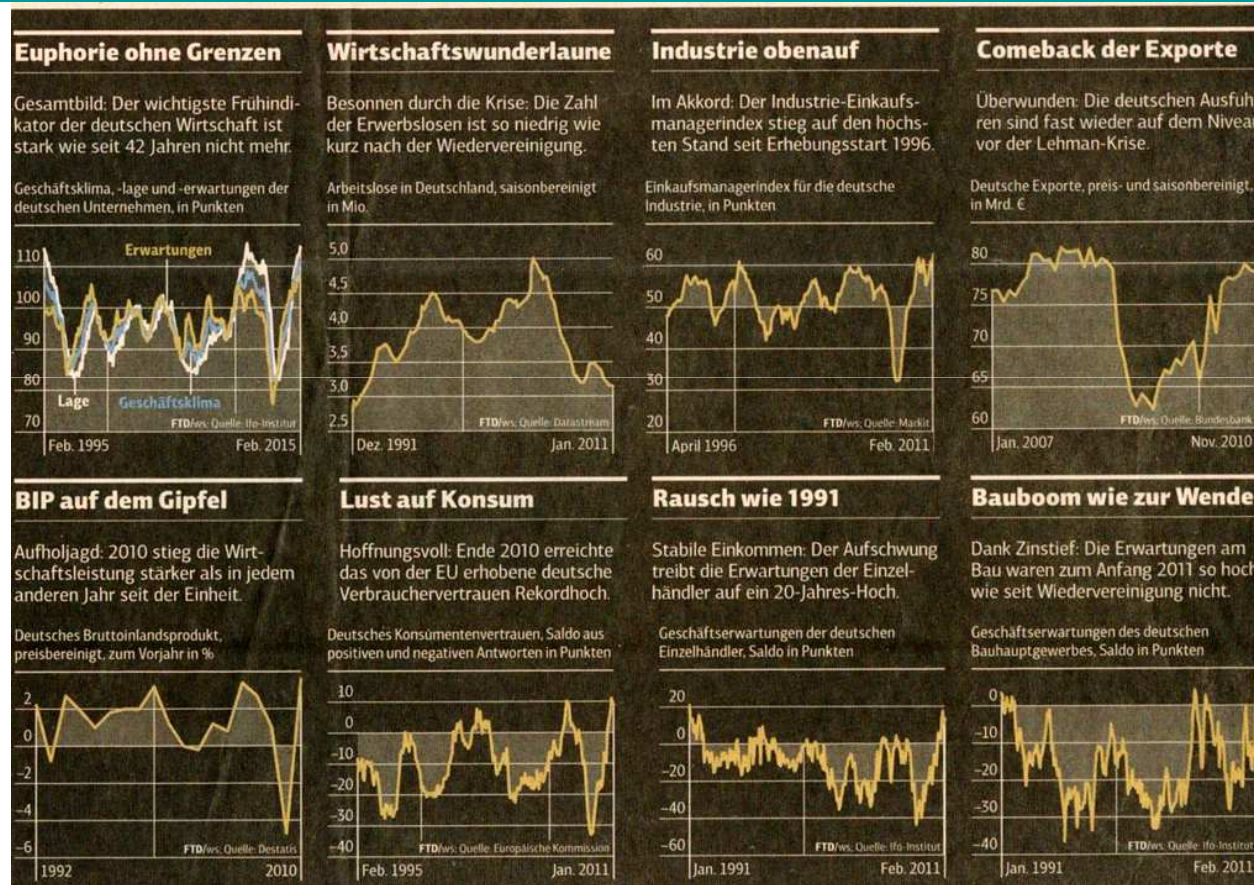 Euphorie ohne Grenzen
Gesamtbild: Der wichtigste Frühindi-
kator der deutschen Wirtschaft ist
stark wie seit 42 Jahren nicht mehr.
Geschäftsklima, -lage und -erwartungen der
deutschen Unternehmen, in Punkten
110
100
90
80
70
Erwartungen
Lage
Geschäftsklima
FTD/ws; Quelle: Ifo-Institut
Feb. 1995
Feb. 2015
Wirtschaftswunderlaune
Besonnen durch die Krise: Die Zahl
der Erwerbslosen ist so niedrig wie
kurz nach der Wiedervereinigung.
Arbeitslose in Deutschland, saisonbereinigt
in Mio.
5,0
4,5
4,0
3,5
3,0
2,5
FTD/ws; Quelle: Datastream
Dez. 1991
Jan. 2011
Industrie obenauf
Im Akkord: Der Industrie-Einkaufs-
managerindex stieg auf den höchs-
ten Stand seit Erhebungsstart 1996.
Einkaufsmanagerindex für die deutsche
Industrie, in Punkten
60
50
40
30
20
FTD/ws; Quelle: Markit
April 1996
Feb. 2011
Comeback der Exporte
Überwunden: Die deutschen Ausfuh
ren sind fast wieder auf dem Niveau
vor der Lehman-Krise.
Deutsche Exporte, preis- und saisonbereinigt,
in Mrd. €
80
75
70
65
60
FTD/ws; Quelle: Bundesbank
Jan. 2007
Nov. 2010
BIP auf dem Gipfel
Aufholjagd: 2010 stieg die Wirt-
schaftsleistung stärker als in jedem
anderen Jahr seit der Einheit.
Deutsches Bruttoinlandsprodukt,
preisbereinigt, zum Vorjahr in %
2
0
–2
–4
–6
FTD/ws; Quelle: Destatis
1992
2010
Lust auf Konsum
Hoffnungsvoll: Ende 2010 erreichte
das von der EU erhobene deutsche
Verbrauchervertrauen Rekordhoch.
Deutsches Konsumentenvertrauen, Saldo aus
positiven und negativen Antworten in Punkten
10
0
–10
–20
–30
–40
FTD/ws; Quelle: Europäische Kommission
Feb. 1995
Jan. 2011
Rausch wie 1991
Stabile Einkommen: Der Aufschwung
treibt die Erwartungen der Einzel-
händler auf ein 20-Jahres-Hoch.
Geschäftserwartungen der deutschen
Einzelhändler, Saldo in Punkten
20
0
–20
–40
–60
FTD/ws; Quelle: Ifo-Institut
Jan. 1991
Feb. 2011
Bauboom wie zur Wende
Dank Zinstief: Die Erwartungen am
Bau waren zum Anfang 2011 so hoch
wie seit Wiedervereinigung nicht.
Geschäftserwartungen des deutschen
Bauhauptgewerbes, Saldo in Punkten
0
–10
–20
–30
–40
FTD/ws; Quelle: Ifo-Institut
Jan. 1991
Feb. 2011